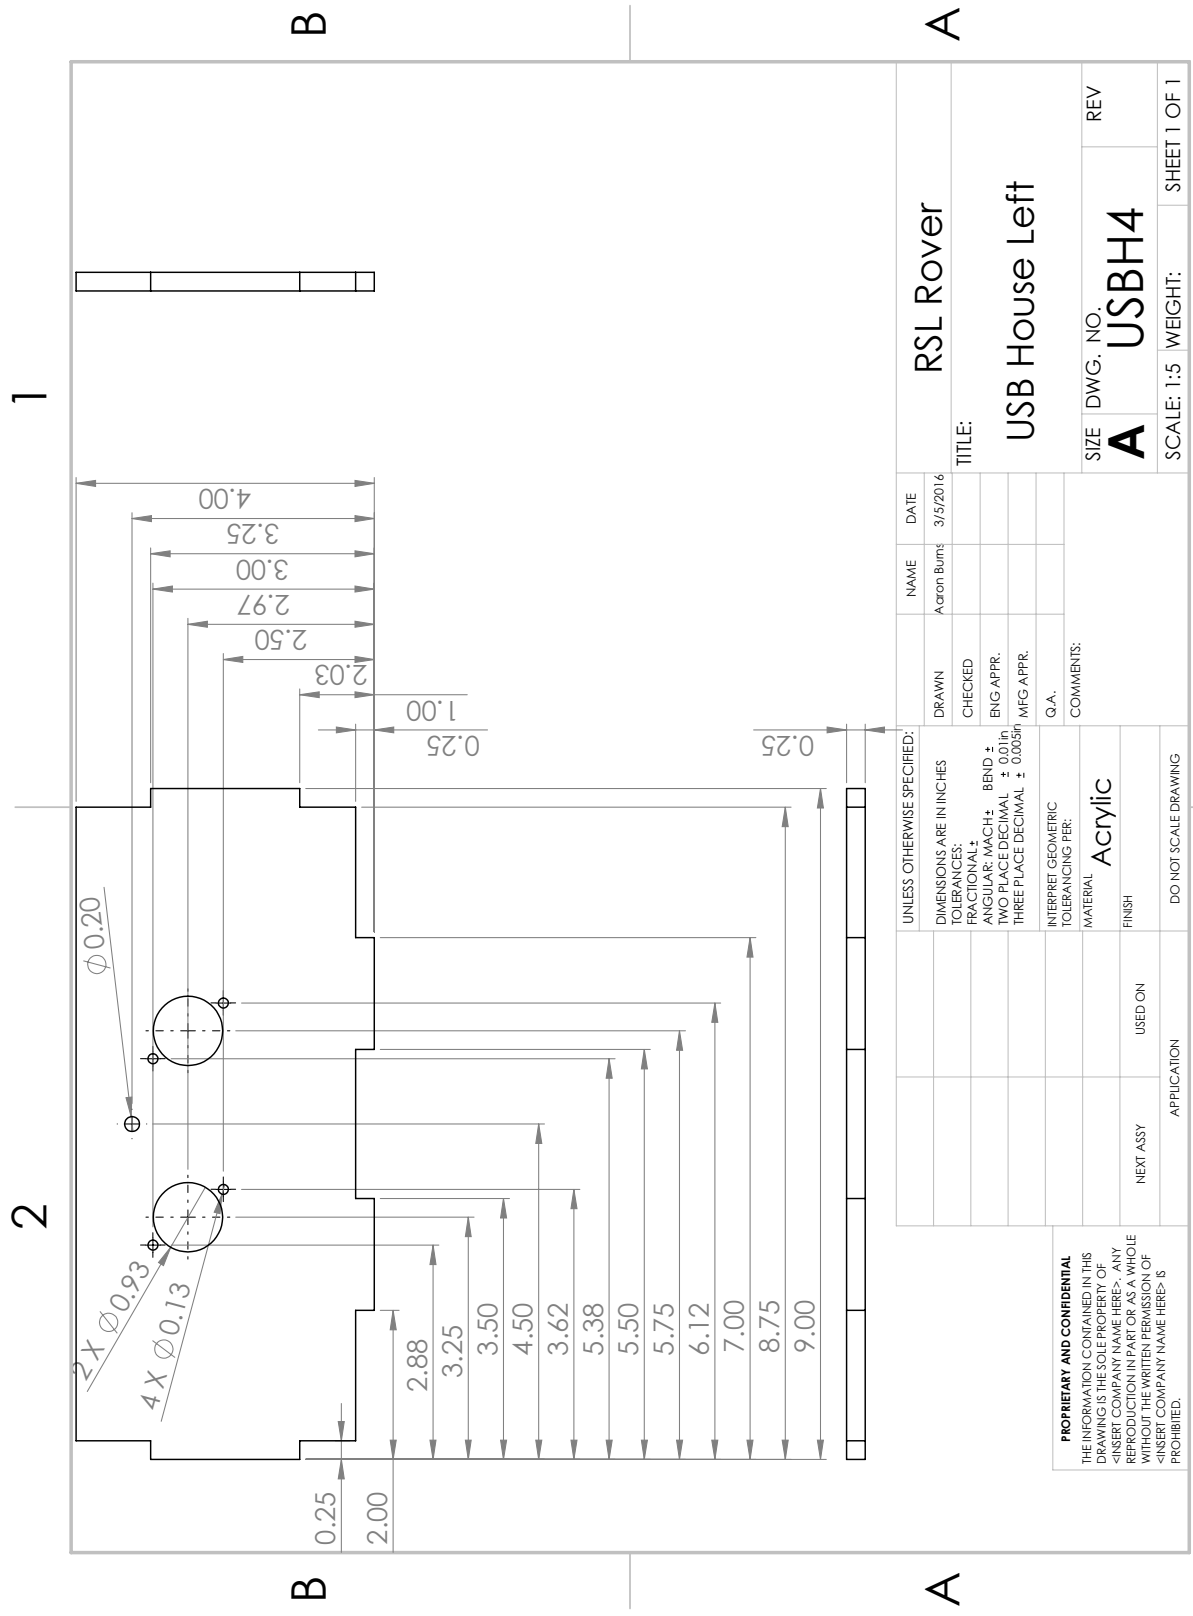 2
1
B
B
A
A
2 X Ø0.93
4 X Ø0.13
Ø0.20
4.00
3.25
3.00
2.97
2.50
2.03
1.00
0.25
0.25
2.00
2.88
3.25
3.50
4.50
3.62
5.38
5.50
5.75
6.12
7.00
8.75
9.00
0.25
PROPRIETARY AND CONFIDENTIAL
THE INFORMATION CONTAINED IN THIS
DRAWING IS THE SOLE PROPERTY OF
<INSERT COMPANY NAME HERE>. ANY
REPRODUCTION IN PART OR AS A WHOLE
WITHOUT THE WRITTEN PERMISSION OF
<INSERT COMPANY NAME HERE> IS
PROHIBITED.
NEXT ASSY
USED ON
APPLICATION
UNLESS OTHERWISE SPECIFIED:
DIMENSIONS ARE IN INCHES
TOLERANCES:
FRACTIONAL±
ANGULAR: MACH± BEND ±
TWO PLACE DECIMAL ± 0.01in
THREE PLACE DECIMAL ± 0.005in
INTERPRET GEOMETRIC
TOLERANCING PER:
MATERIAL
Acrylic
FINISH
DO NOT SCALE DRAWING
NAME
DATE
DRAWN
Aaron Burns
3/5/2016
CHECKED
ENG APPR.
MFG APPR.
Q.A.
COMMENTS:
RSL Rover
TITLE:
USB House Left
SIZE
A
DWG. NO.
USBH4
REV
SCALE: 1:5
WEIGHT:
SHEET 1 OF 1